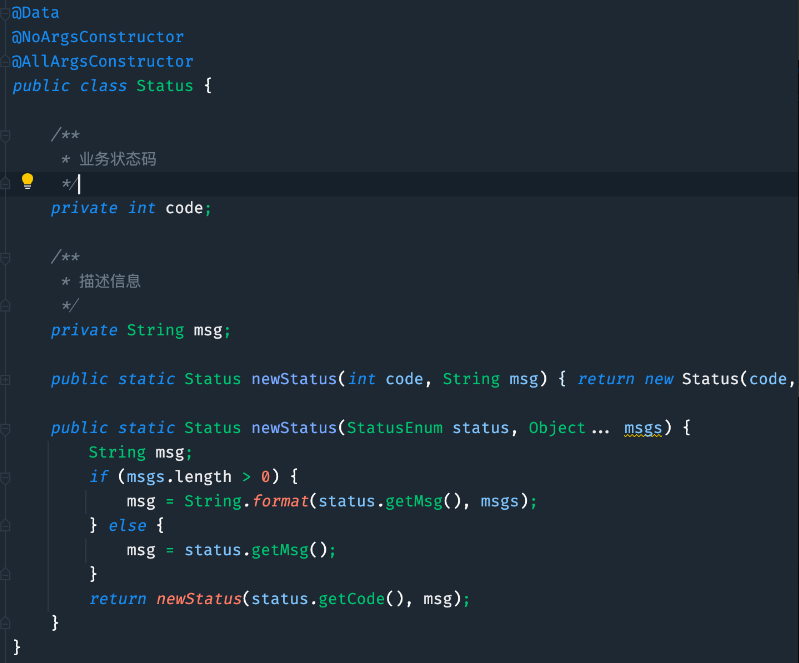 @Data
@NoArgsConstructor
@AllArgsConstructor
public class Status {
/**
* 业务状态码
*/
private int code;
/**
* 描述信息
*/
private String msg;
public static Status newStatus(int code, String msg) { return new Status(code,
public static Status newStatus(StatusEnum status, Object... msgs) {
String msg;
if (msgs.length > 0) {
msg = String.format(status.getMsg(), msgs);
} else {
msg = status.getMsg();
}
return newStatus(status.getCode(), msg);
}
}